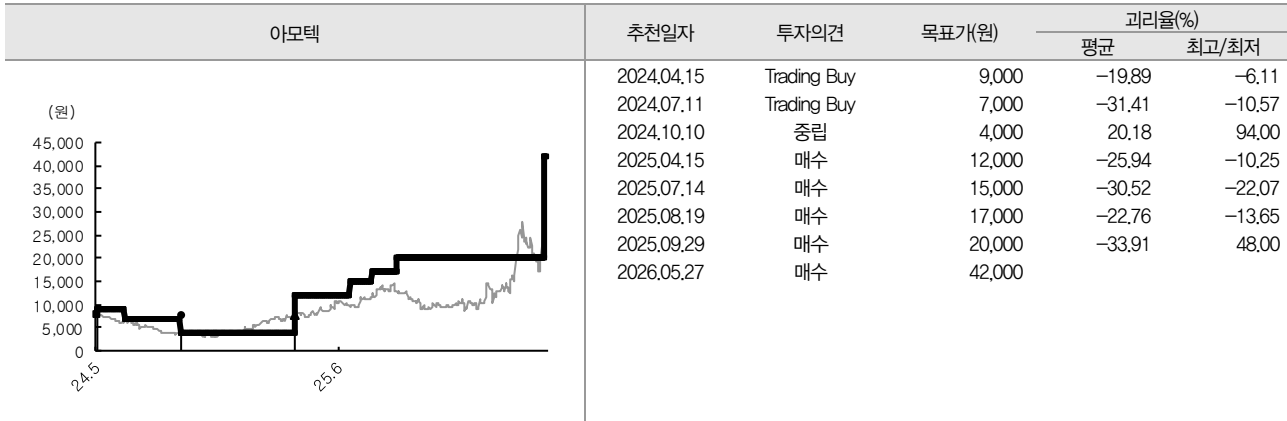 아모텍
추천일자 투자의견 목표가(원) 괴리율(%)
평균 최고/최저
(원)
45,000
40,000
35,000
30,000
25,000
20,000
15,000
10,000
5,000
0
24.5 25.6
2024.04.15 Trading Buy 9,000 -19.89 -6.11
2024.07.11 Trading Buy 7,000 -31.41 -10.57
2024.10.10 중립 4,000 20.18 94.00
2025.04.15 매수 12,000 -25.94 -10.25
2025.07.14 매수 15,000 -30.52 -22.07
2025.08.19 매수 17,000 -22.76 -13.65
2025.09.29 매수 20,000 -33.91 48.00
2026.05.27 매수 42,000